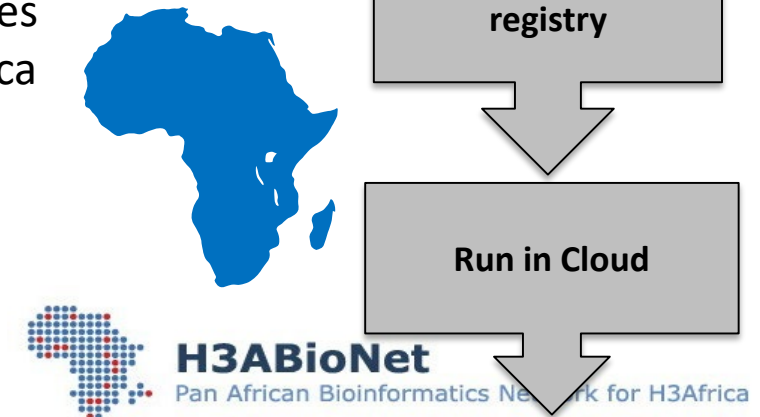 es
ca
registry
Run in Cloud
H3ABioNet
Pan African Bioinformatics Ne rk for H3Africa